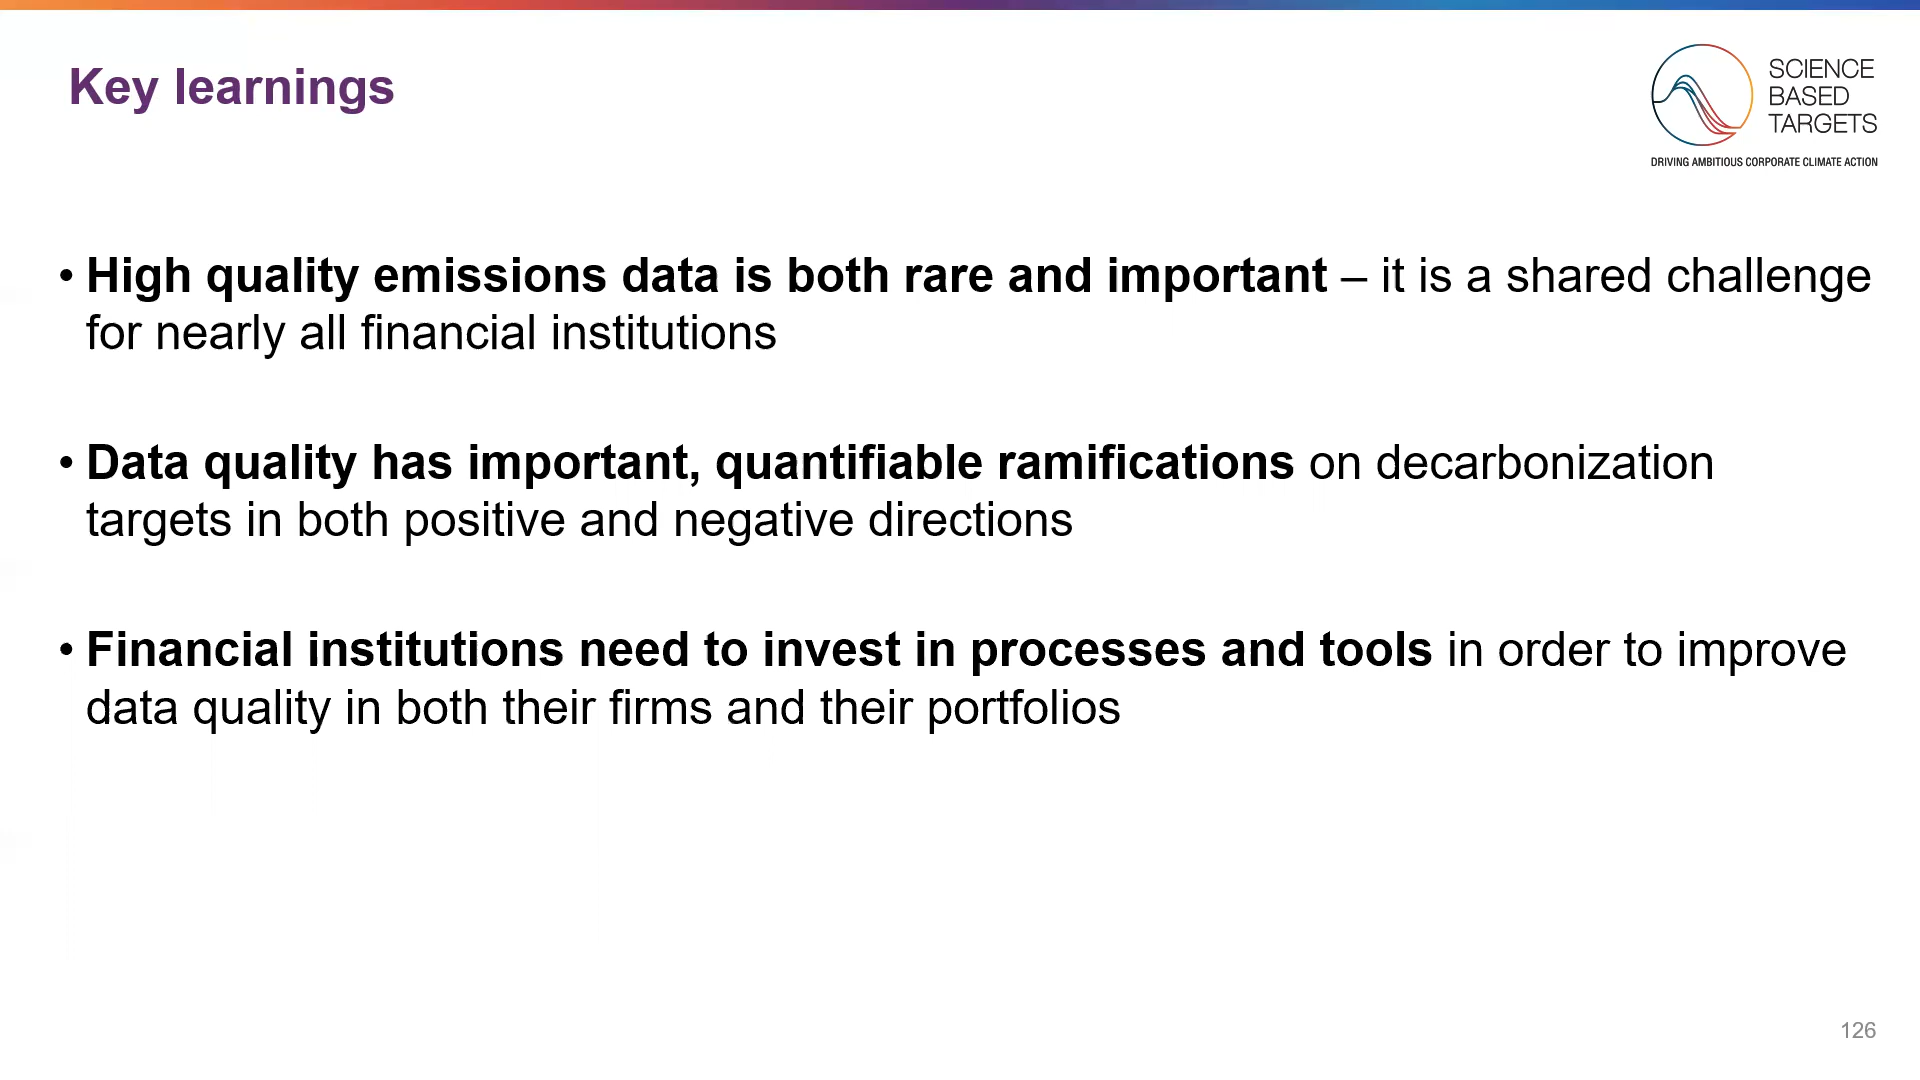 Key learnings
SCIENCE
BASED
TARGETS
DRIVING AMBITIOUS CORPORATE CLIMATE ACTION
• High quality emissions data is both rare and important – it is a shared challenge
for nearly all financial institutions
• Data quality has important, quantifiable ramifications on decarbonization
targets in both positive and negative directions
• Financial institutions need to invest in processes and tools in order to improve
data quality in both their firms and their portfolios
126